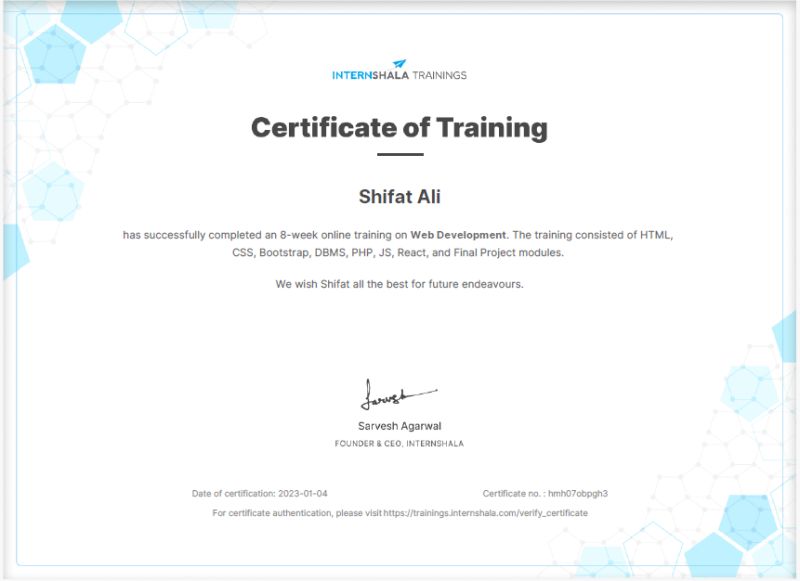 INTERNSHALA TRAININGS
Certificate of Training
Shifat Ali
has successfully completed an 8-week online training on Web Development. The training consisted of HTML,
CSS, Bootstrap, DBMS, PHP, JS, React, and Final Project modules.
We wish Shifat all the best for future endeavours.
Sarvesh Agarwal
FOUNDER & CEO, INTERNSHALA
Date of certification: 2023-01-04 Certificate no. : hmh07obpgh3
For certificate authentication, please visit https://trainings.internshala.com/verify_certificate